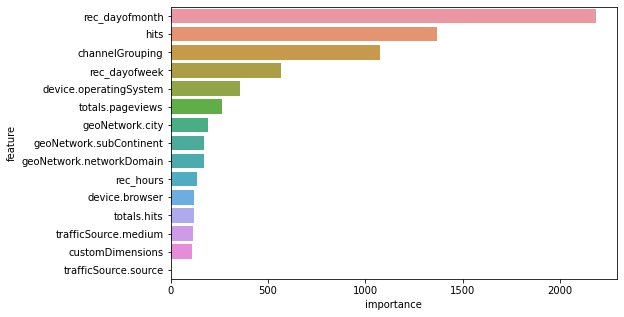 rec_dayofmonth
hits
channelGrouping
rec_dayofweek
device.operatingSystem
totals.pageviews
geoNetwork.city
geoNetwork.subContinent
geoNetwork.networkDomain
rec_hours
device.browser
totals.hits
trafficSource.medium
customDimensions
trafficSource.source
feature
0 500 1000 1500 2000
importance